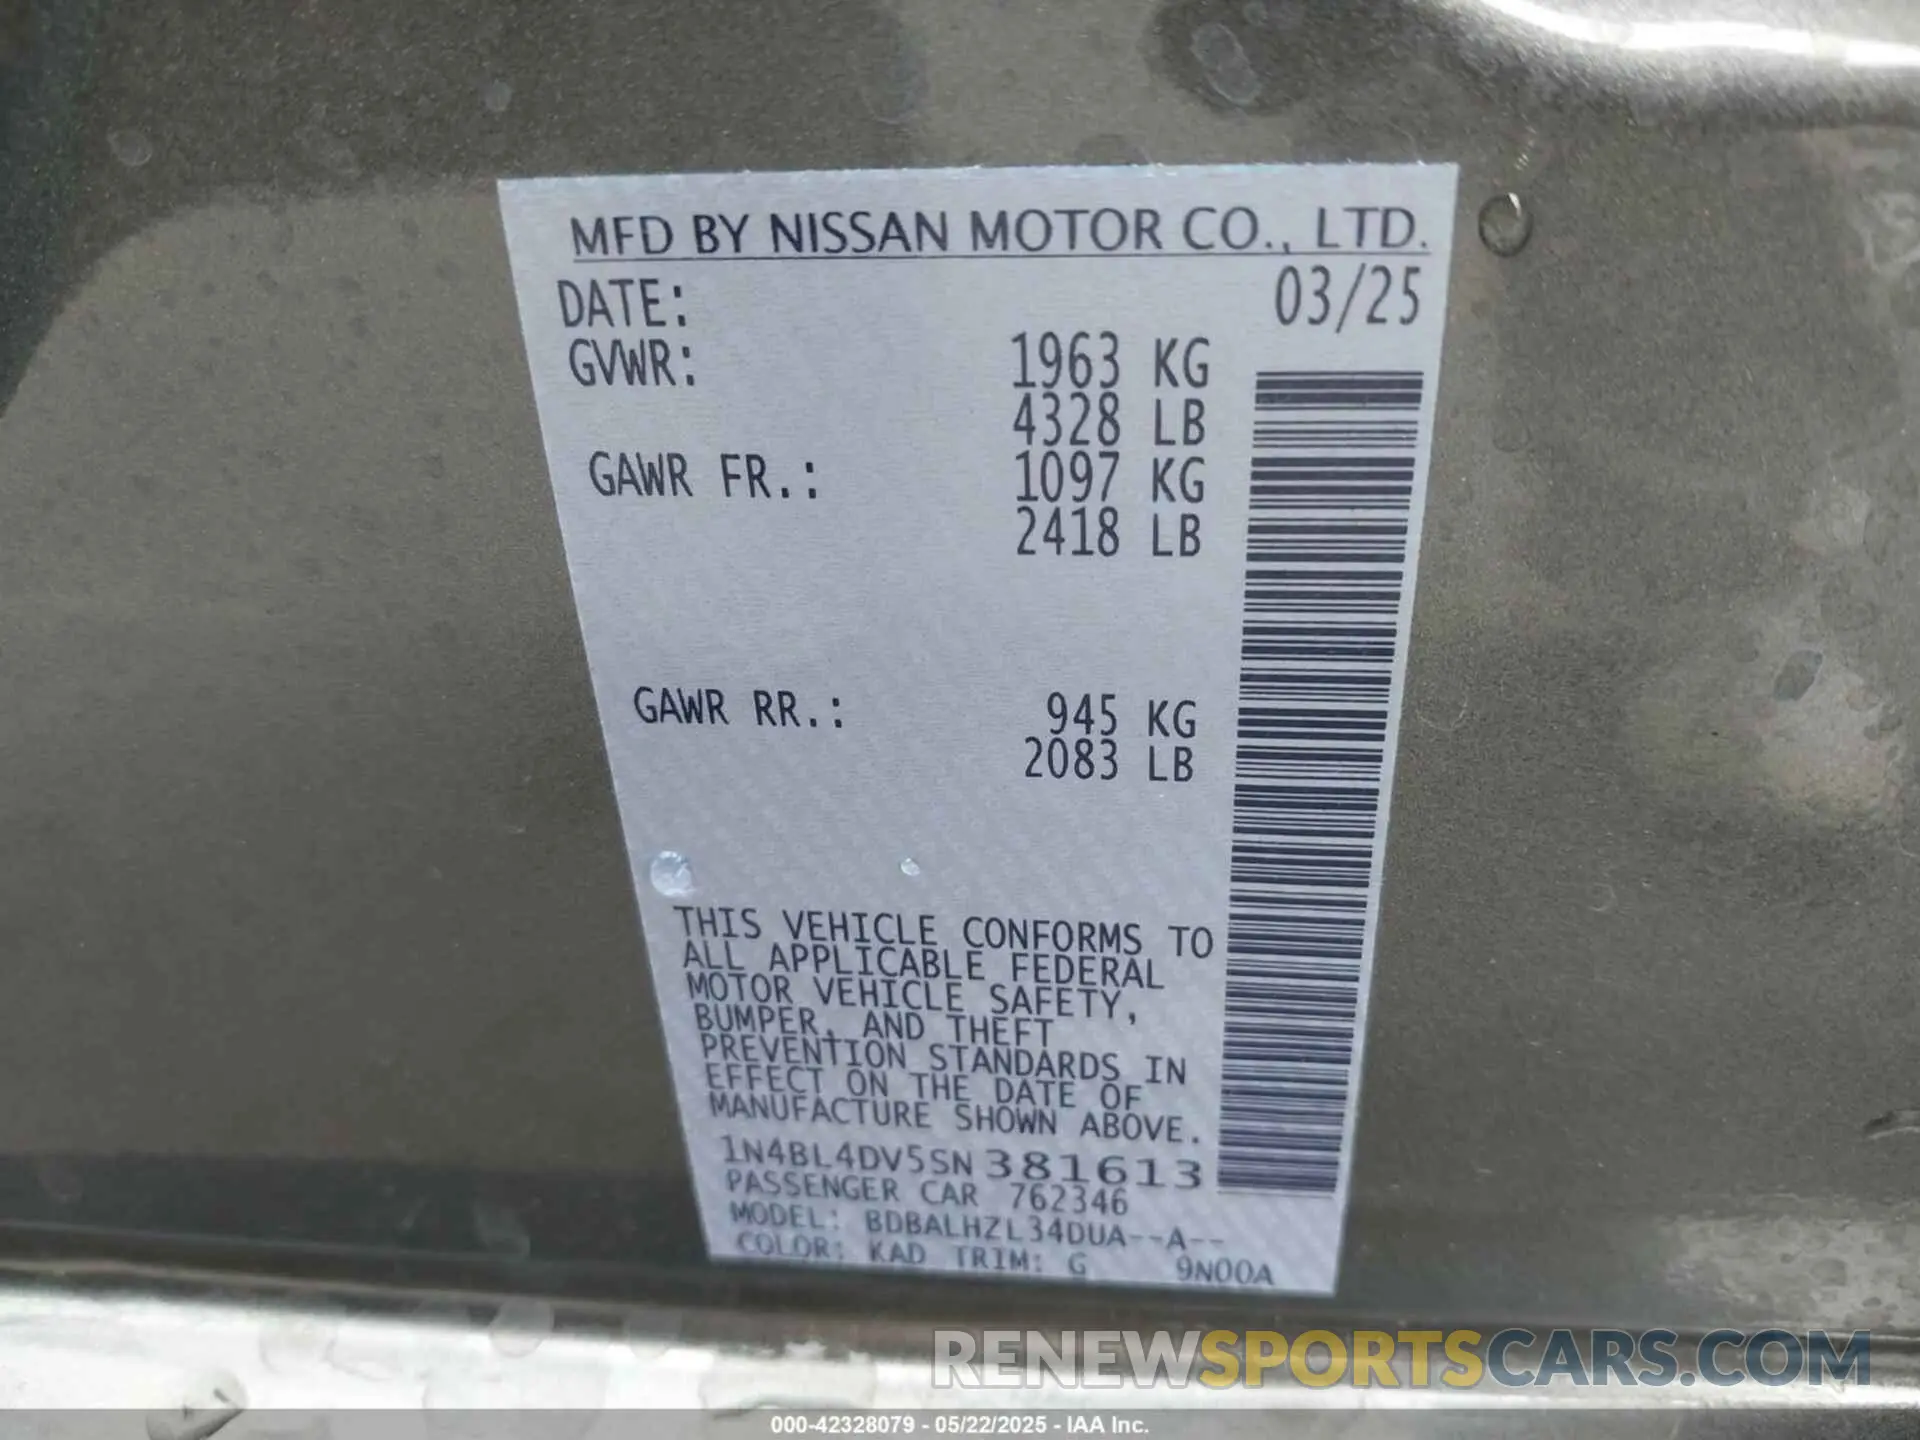 MFD BY NISSAN MOTOR CO., LTD.
DATE: 03/25
GVWR: 1963 KG
4328 LB
GAWR FR.: 1097 KG
2418 LB
GAWR RR.: 945 KG
2083 LB
THIS VEHICLE CONFORMS TO
ALL APPLICABLE FEDERAL
MOTOR VEHICLE SAFETY,
BUMPER, AND THEFT
PREVENTION STANDARDS IN
EFFECT ON THE DATE OF
MANUFACTURE SHOWN ABOVE.
1N4BL4DV5SN381613
PASSENGER CAR 762346
MODEL: BDBALHZL34DUA--A--
COLOR: KAD TRIM: G 9N00A
RENEWSPORTSCARS.COM
000-42328079 - 05/22/2025 - IAA Inc.